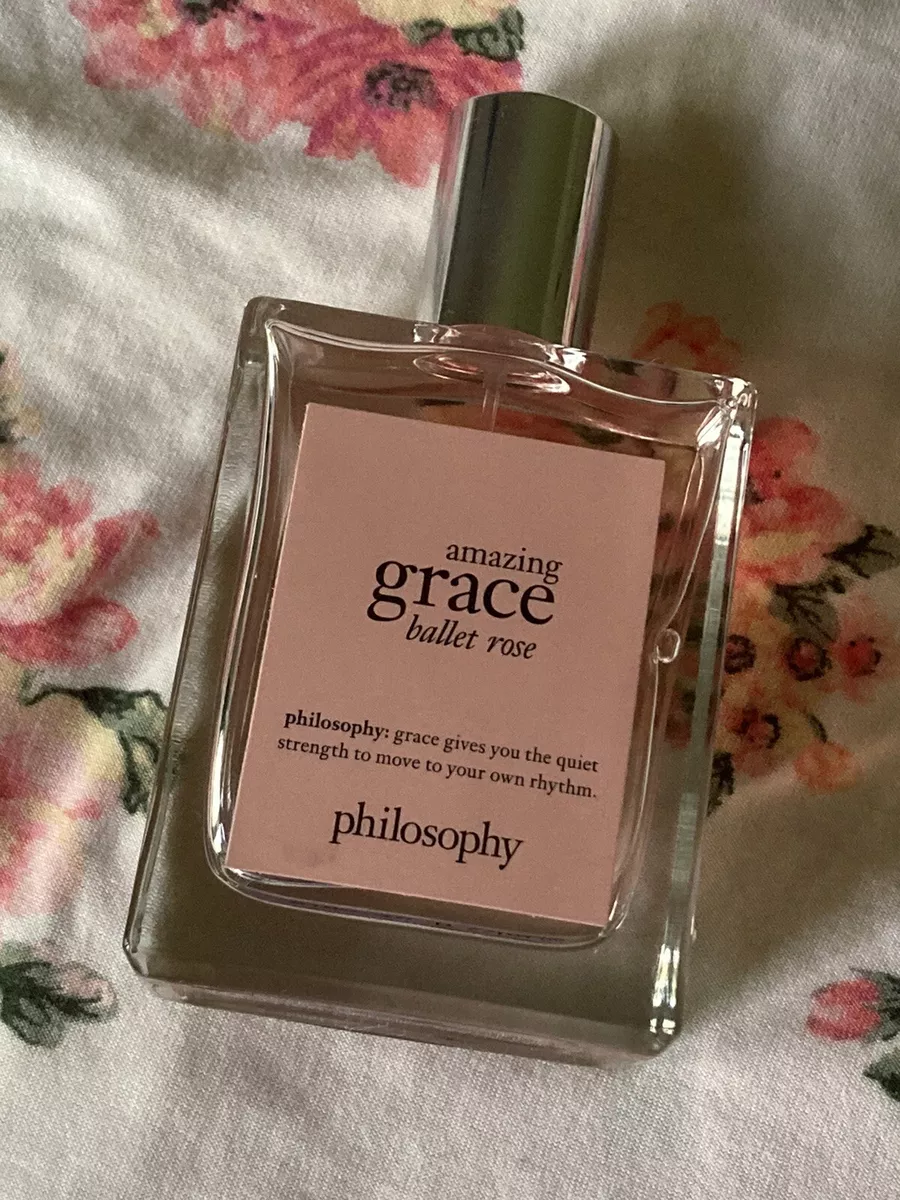 amazing
grace
ballet rose
philosophy: grace gives you the quiet
strength to move to your own rhythm.
philosophy